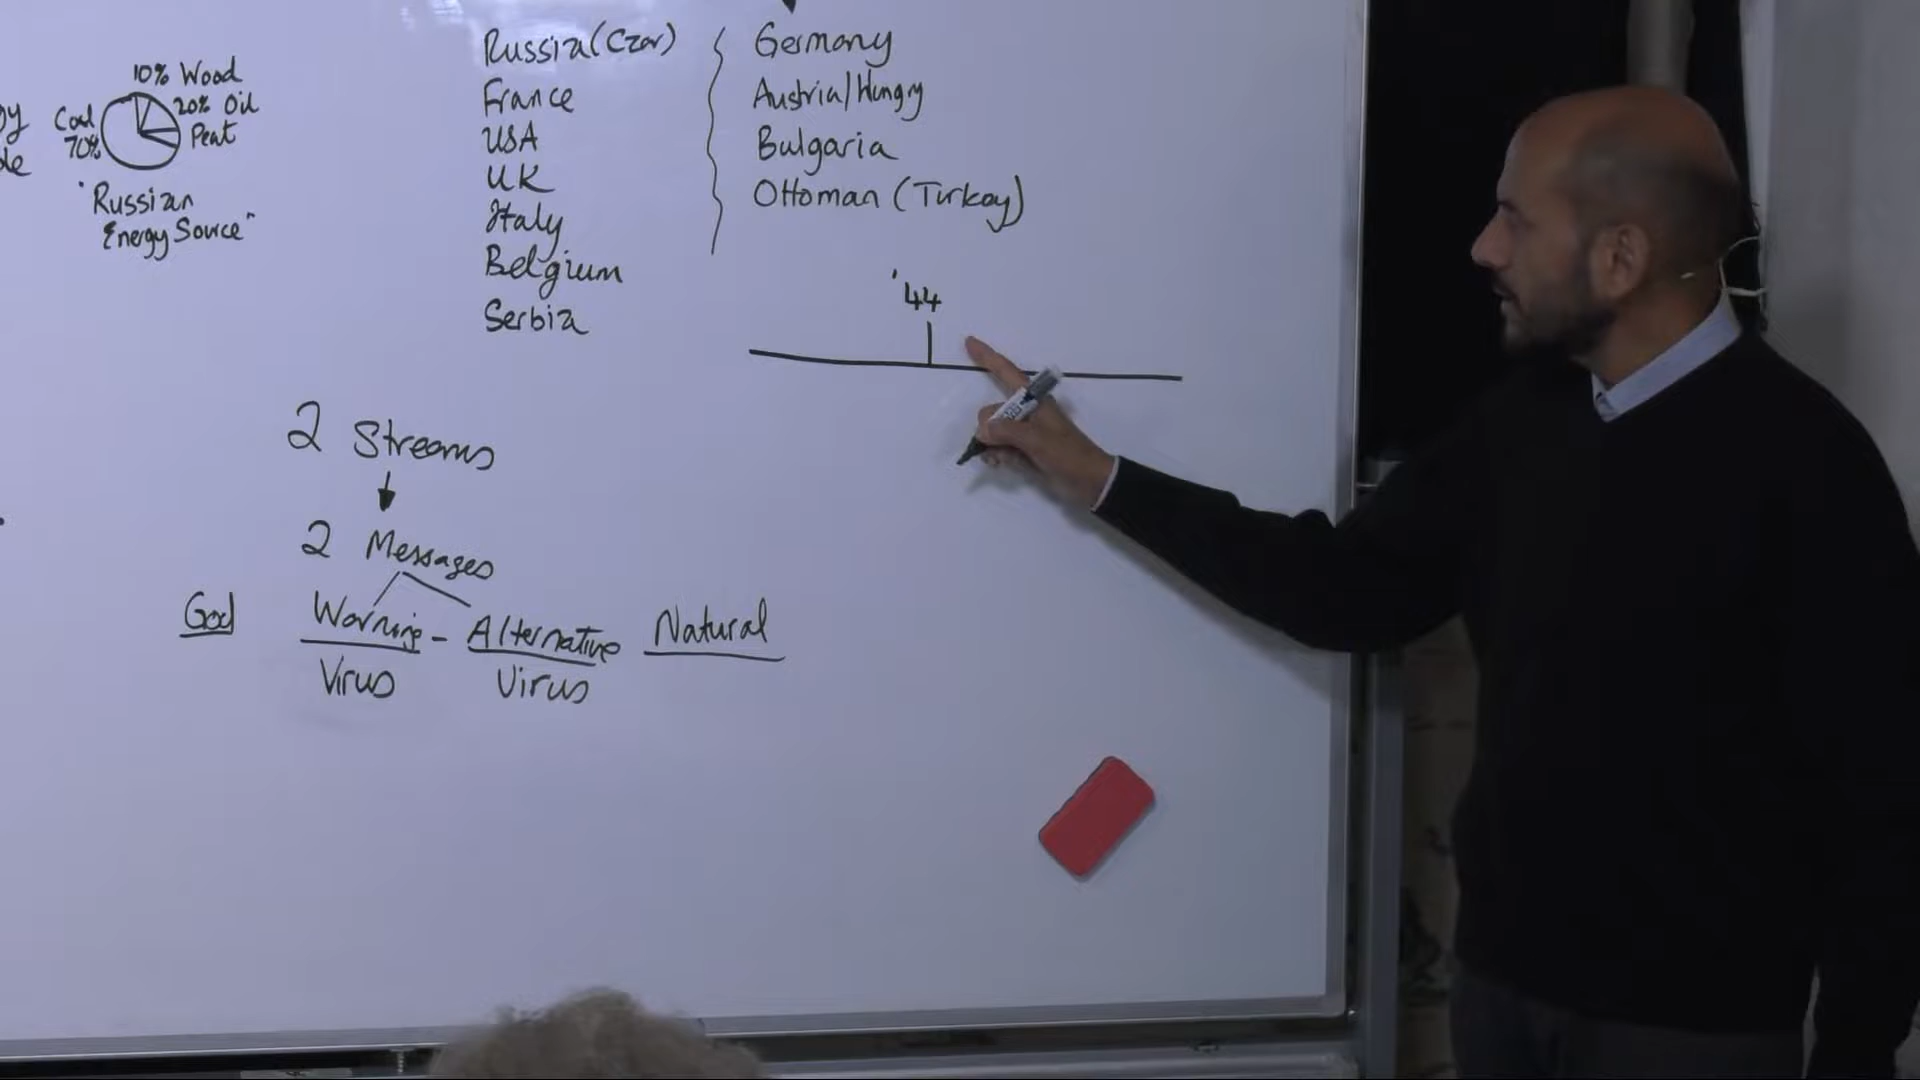 10% Wood
20% Oil
Peat
Coal
70%
"Russian
Energy Source"
Russia (Czar)
France
USA
UK
Italy
Belgium
Serbia
Germany
Austria/Hungry
Bulgaria
Ottoman (Turkey)
'44
2 Streams
2 Messages
God Warning - Alternative Natural
Virus Virus